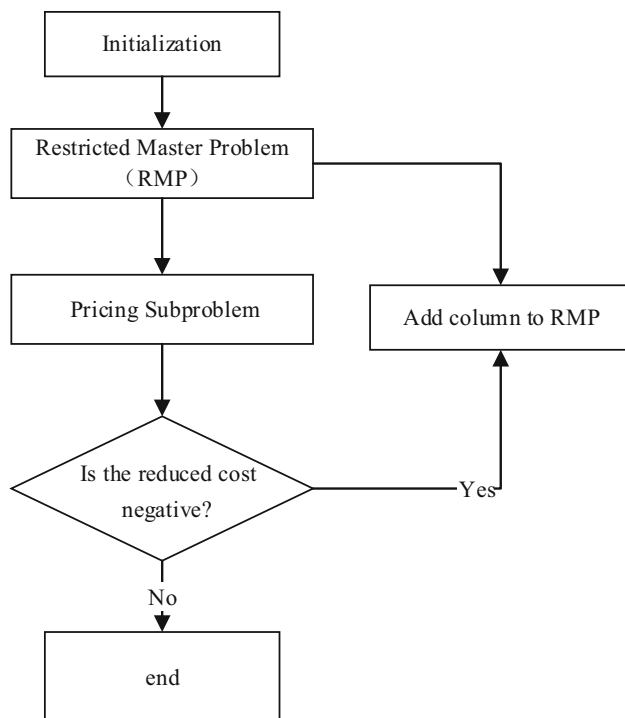 Initialization
Restricted Master Problem
（RMP）
Pricing Subproblem
Add column to RMP
Is the reduced cost
negative?
Yes
No
end